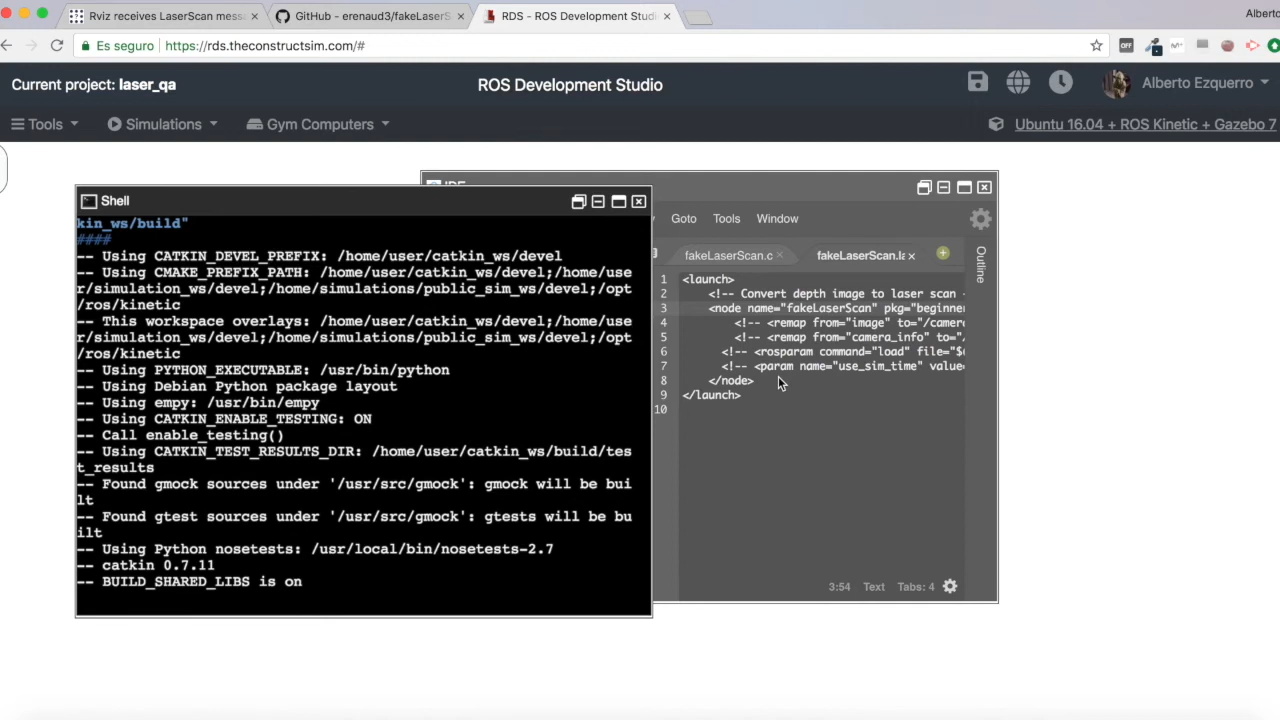 Rviz receives LaserScan mess
GitHub - erenaud3/fakeLaserS
RDS - ROS Development Studi
Alberto
Es seguro
https://rds.theconstructsim.com/#
OFF
Current project: laser_qa
ROS Development Studio
Alberto Ezquerro
Tools
Simulations
Gym Computers
Ubuntu 16.04 + ROS Kinetic + Gazebo 7
Shell
kin_ws/build"
####
-- Using CATKIN_DEVEL_PREFIX: /home/user/catkin_ws/devel
-- Using CMAKE_PREFIX_PATH: /home/user/catkin_ws/devel;/home/use
r/simulation_ws/devel;/home/simulations/public_sim_ws/devel;/opt
/ros/kinetic
-- This workspace overlays: /home/user/catkin_ws/devel;/home/use
r/simulation_ws/devel;/home/simulations/public_sim_ws/devel;/opt
/ros/kinetic
-- Using PYTHON_EXECUTABLE: /usr/bin/python
-- Using Debian Python package layout
-- Using empy: /usr/bin/empy
-- Using CATKIN_ENABLE_TESTING: ON
-- Call enable_testing()
-- Using CATKIN_TEST_RESULTS_DIR: /home/user/catkin_ws/build/tes
t_results
-- Found gmock sources under '/usr/src/gmock': gmock will be bui
lt
-- Found gtest sources under '/usr/src/gmock': gtests will be bu
ilt
-- Using Python nosetests: /usr/local/bin/nosetests-2.7
-- catkin 0.7.11
-- BUILD_SHARED_LIBS is on
Goto
Tools
Window
fakeLaserScan.c
fakeLaserScan.la
Outline
1 <launch>
2 <!-- Convert depth image to laser scan -
3 <node name="fakeLaserScan" pkg="beginner
4 <!-- <remap from="image" to="/camera
5 <!-- <remap from="camera_info" to="/
6 <!-- <rosparam command="load" file="$(
7 <!-- <param name="use_sim_time" value=
8 </node>
9 </launch>
10
3:54
Text
Tabs: 4